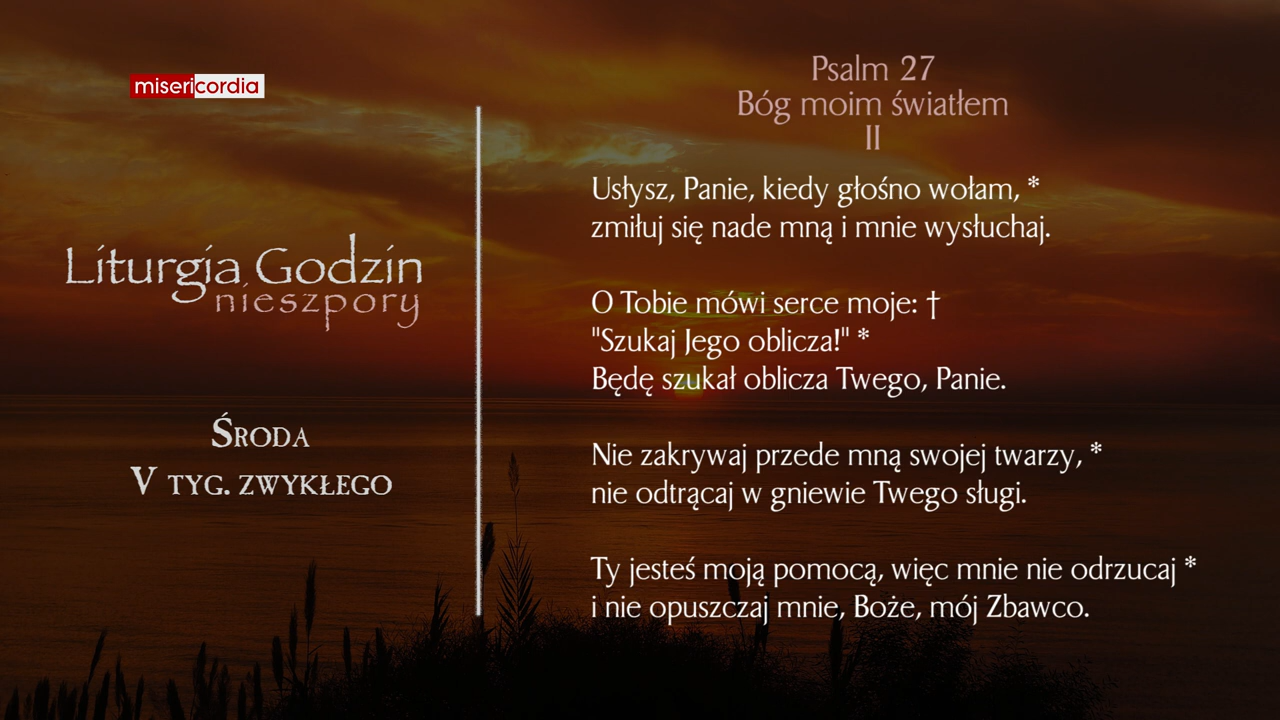 misericordia
Liturgia Godzin
nieszpory
Środa
V tyg. zwykłego
Psalm 27
Bóg moim światłem
II
Usłysz, Panie, kiedy głośno wołam, *
zmiłuj się nade mną i mnie wysłuchaj.
O Tobie mówi serce moje: †
"Szukaj Jego oblicza!" *
Będę szukał oblicza Twego, Panie.
Nie zakrywaj przede mną swojej twarzy, *
nie odtrącaj w gniewie Twego sługi.
Ty jesteś moją pomocą, więc mnie nie odrzucaj *
i nie opuszczaj mnie, Boże, mój Zbawco.